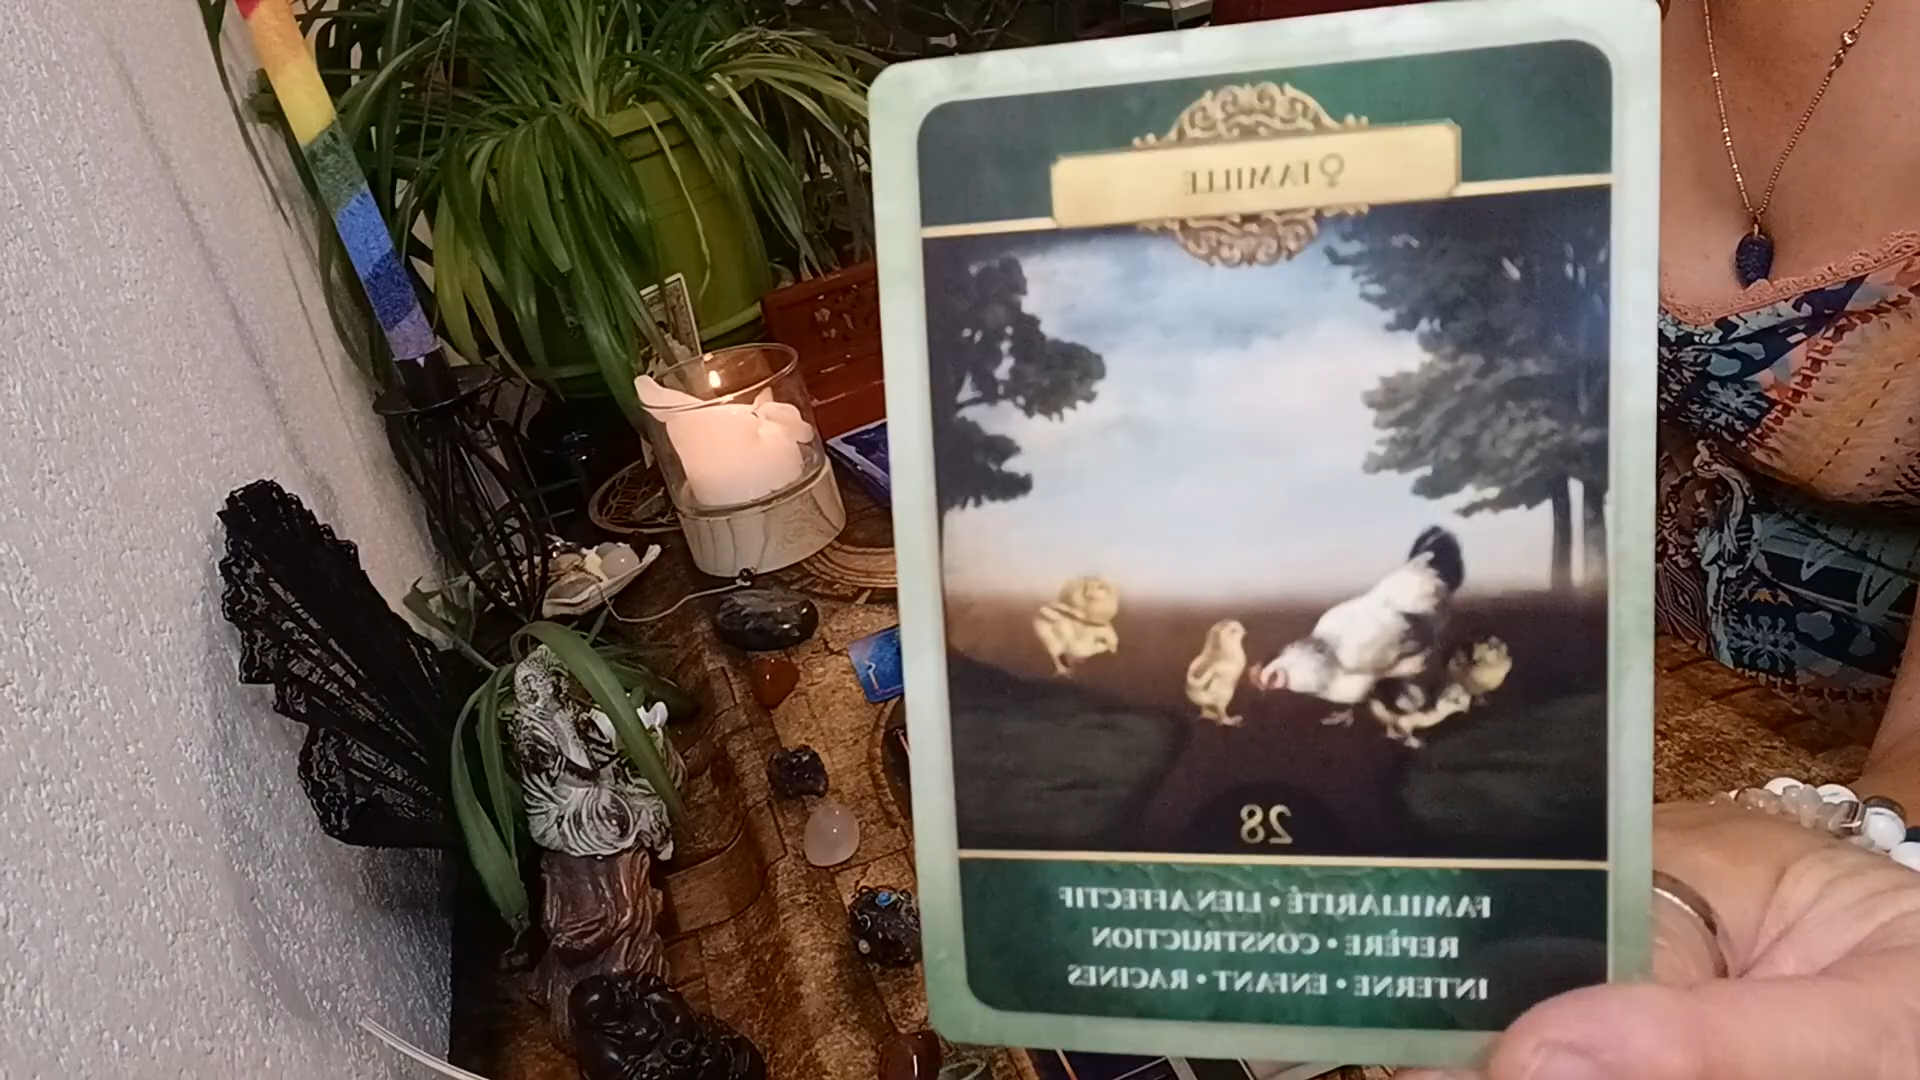 ♀ FAMILLE
28
FAMILIARITÉ • LIEN AFFECTIF
REPÈRE • CONSTRUCTION
INTERNE • ENFANT • RACINES